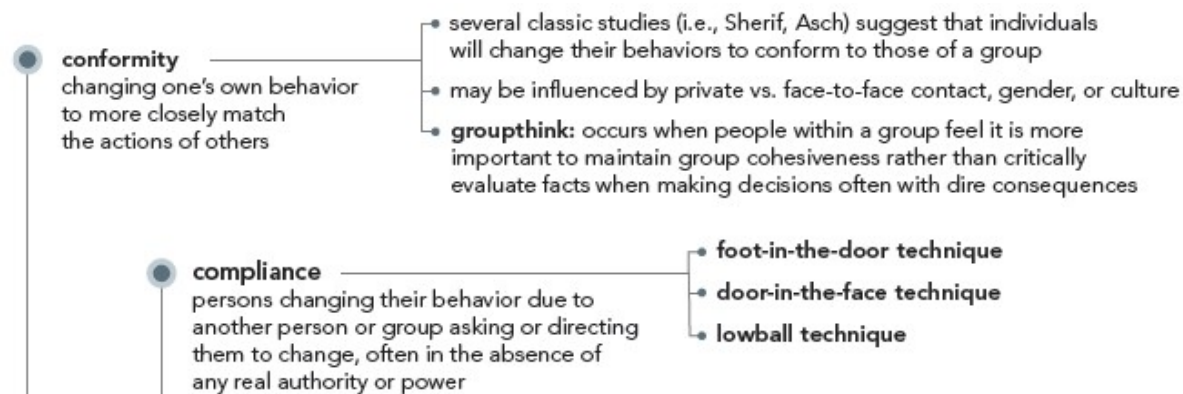 conformity
changing one's own behavior
to more closely match
the actions of others
several classic studies (i.e., Sherif, Asch) suggest that individuals
will change their behaviors to conform to those of a group
may be influenced by private vs. face-to-face contact, gender, or culture
groupthink: occurs when people within a group feel it is more
important to maintain group cohesiveness rather than critically
evaluate facts when making decisions often with dire consequences
compliance
persons changing their behavior due to
another person or group asking or directing
them to change, often in the absence of
any real authority or power
foot-in-the-door technique
door-in-the-face technique
lowball technique